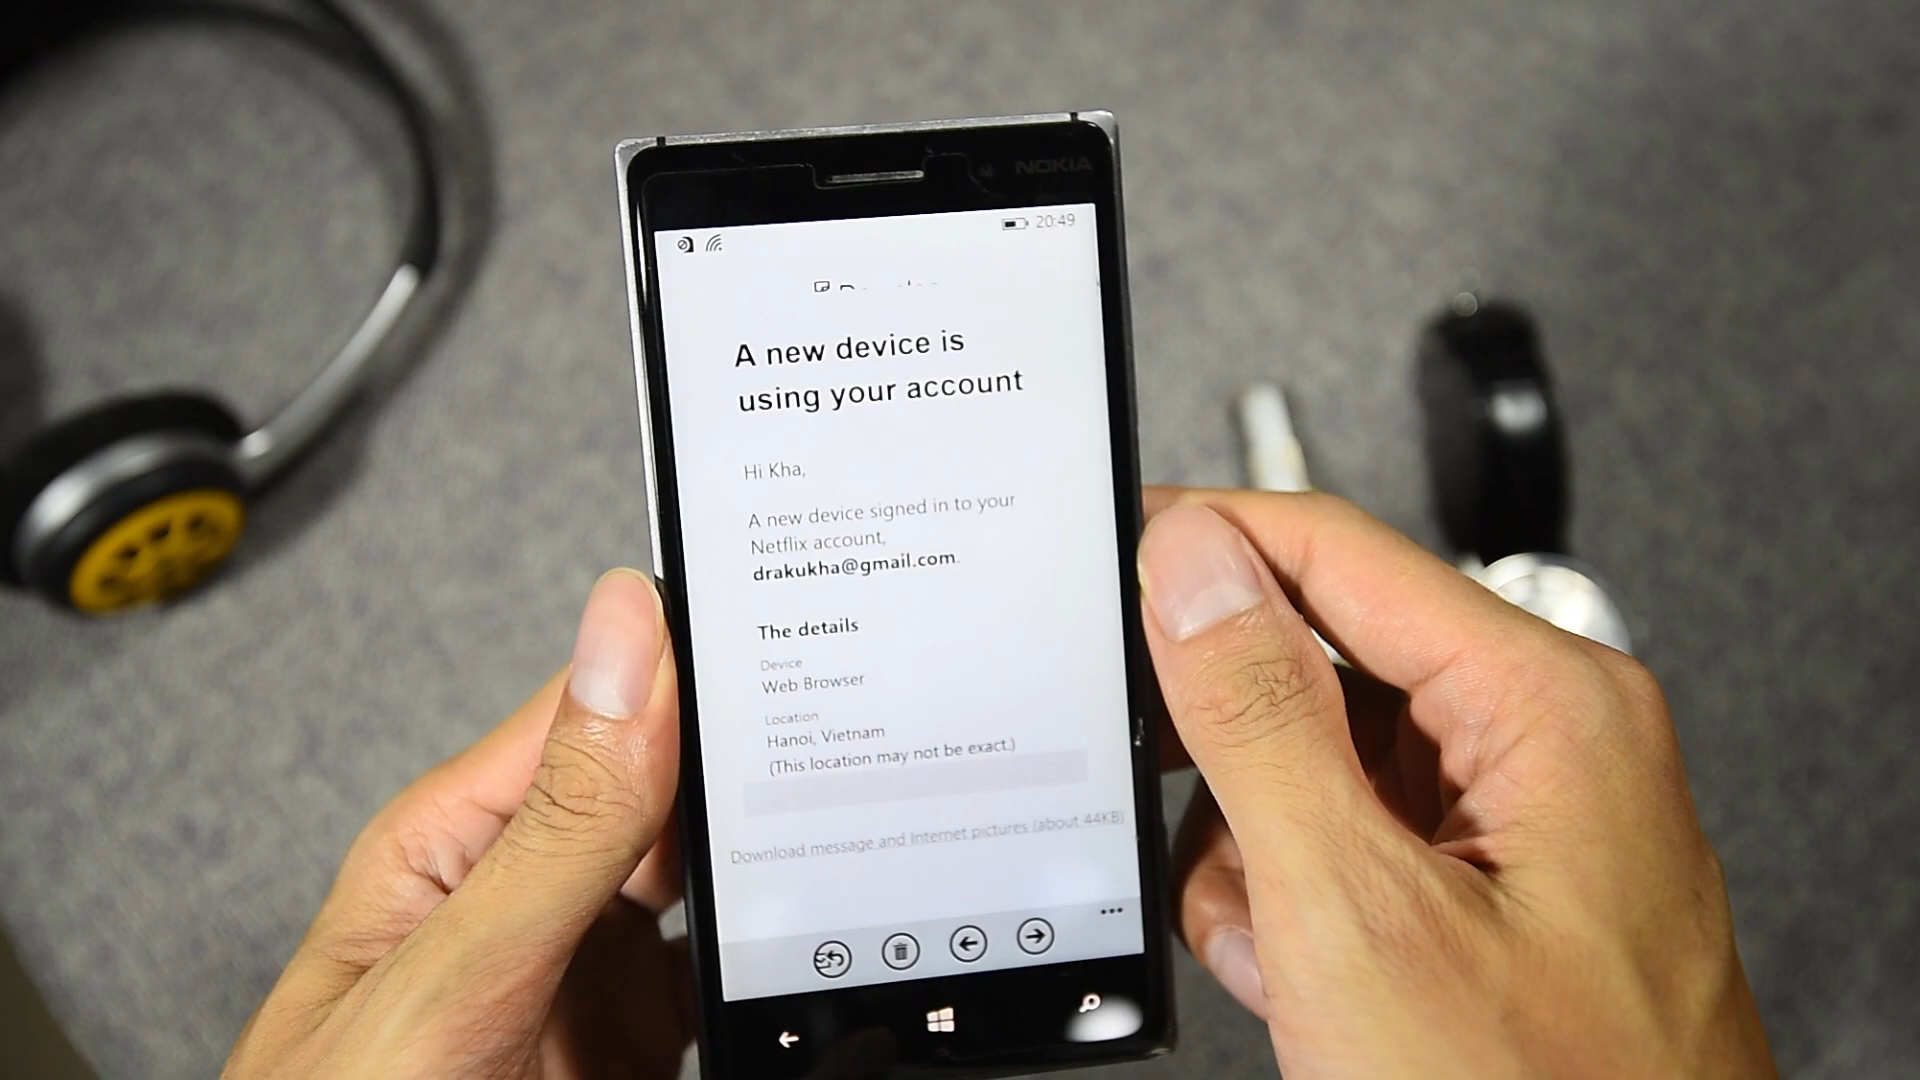 NOKIA
20:49
A new device is
using your account
Hi Kha,
A new device signed in to your
Netflix account,
drakukha@gmail.com.
The details
Device
Web Browser
Location
Hanoi, Vietnam
(This location may not be exact.)
Download message and Internet pictures (about 44KB)